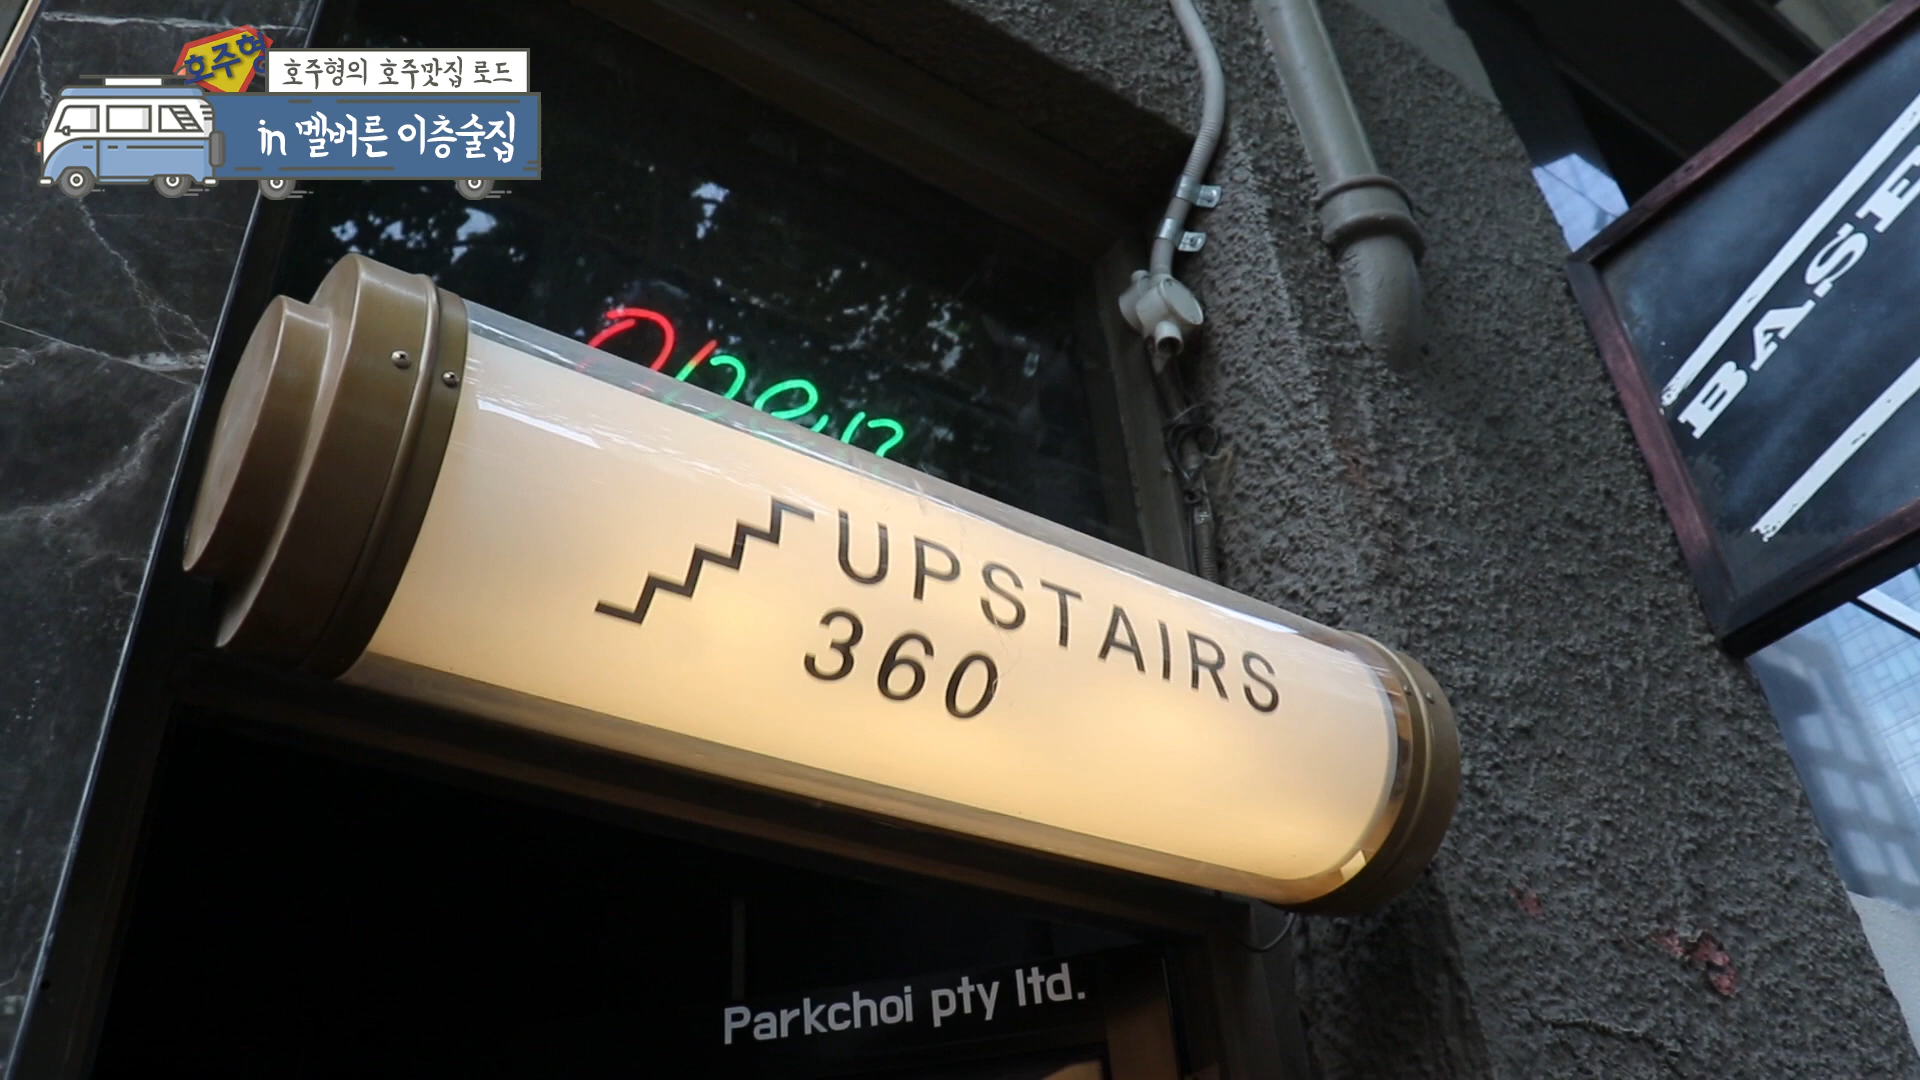 호주형
호주형의 호주맛집 로드
in 멜버른 이층술집
Open
UPSTAIRS
360
Parkchoi pty ltd.